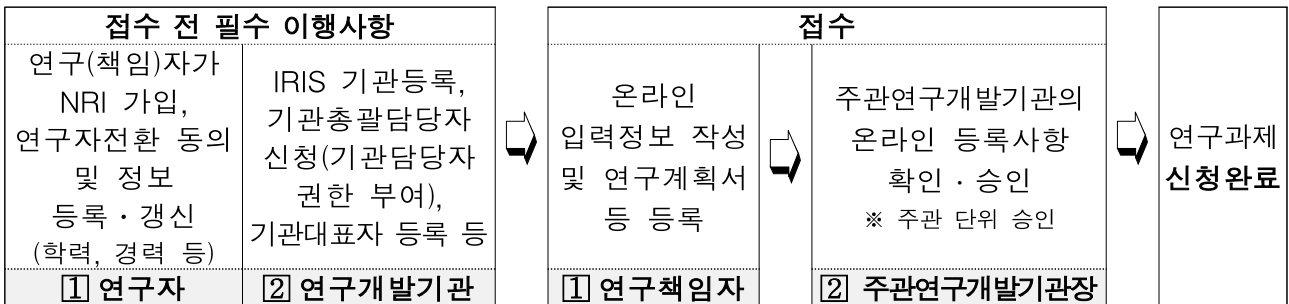 접수 전 필수 이행사항
연구(책임)자가
NRI 가입,
연구자전환 동의
및 정보
등록·갱신
(학력, 경력 등)
1 연구자
IRIS 기관등록,
기관총괄담당자
신청(기관담당자
권한 부여),
기관대표자 등록 등
2 연구개발기관
접수
온라인
입력정보 작성
및 연구계획서
등 등록
1 연구책임자
주관연구개발기관의
온라인 등록사항
확인·승인
※ 주관 단위 승인
2 주관연구개발기관장
연구과제
신청완료